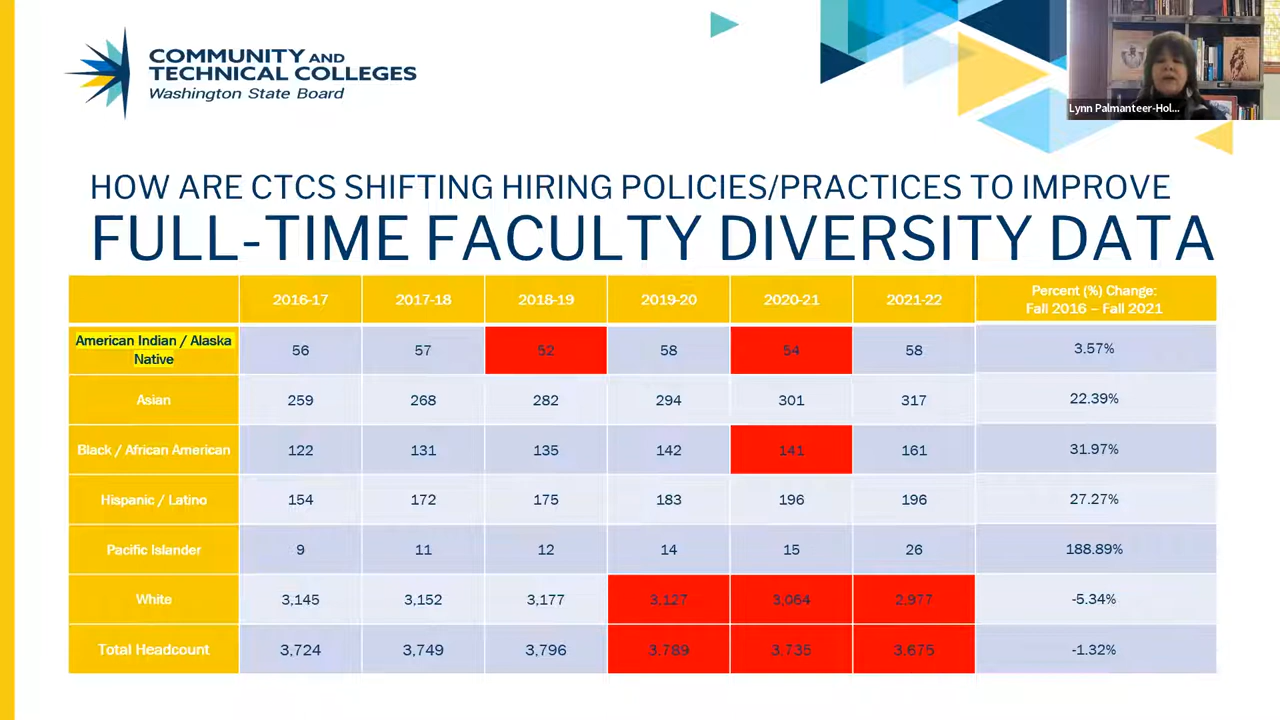 COMMUNITY AND
TECHNICAL COLLEGES
Washington State Board
Lynn Palmanteer-Hol...
HOW ARE CTCS SHIFTING HIRING POLICIES/PRACTICES TO IMPROVE
FULL-TIME FACULTY DIVERSITY DATA
2016-17 2017-18 2018-19 2019-20 2020-21 2021-22 Percent (%) Change:
Fall 2016 – Fall 2021
American Indian / Alaska
Native 56 57 52 58 54 58 3.57%
Asian 259 268 282 294 301 317 22.39%
Black / African American 122 131 135 142 141 161 31.97%
Hispanic / Latino 154 172 175 183 196 196 27.27%
Pacific Islander 9 11 12 14 15 26 188.89%
White 3,145 3,152 3,177 3,127 3,064 2,977 -5.34%
Total Headcount 3,724 3,749 3,796 3,789 3,735 3,675 -1.32%